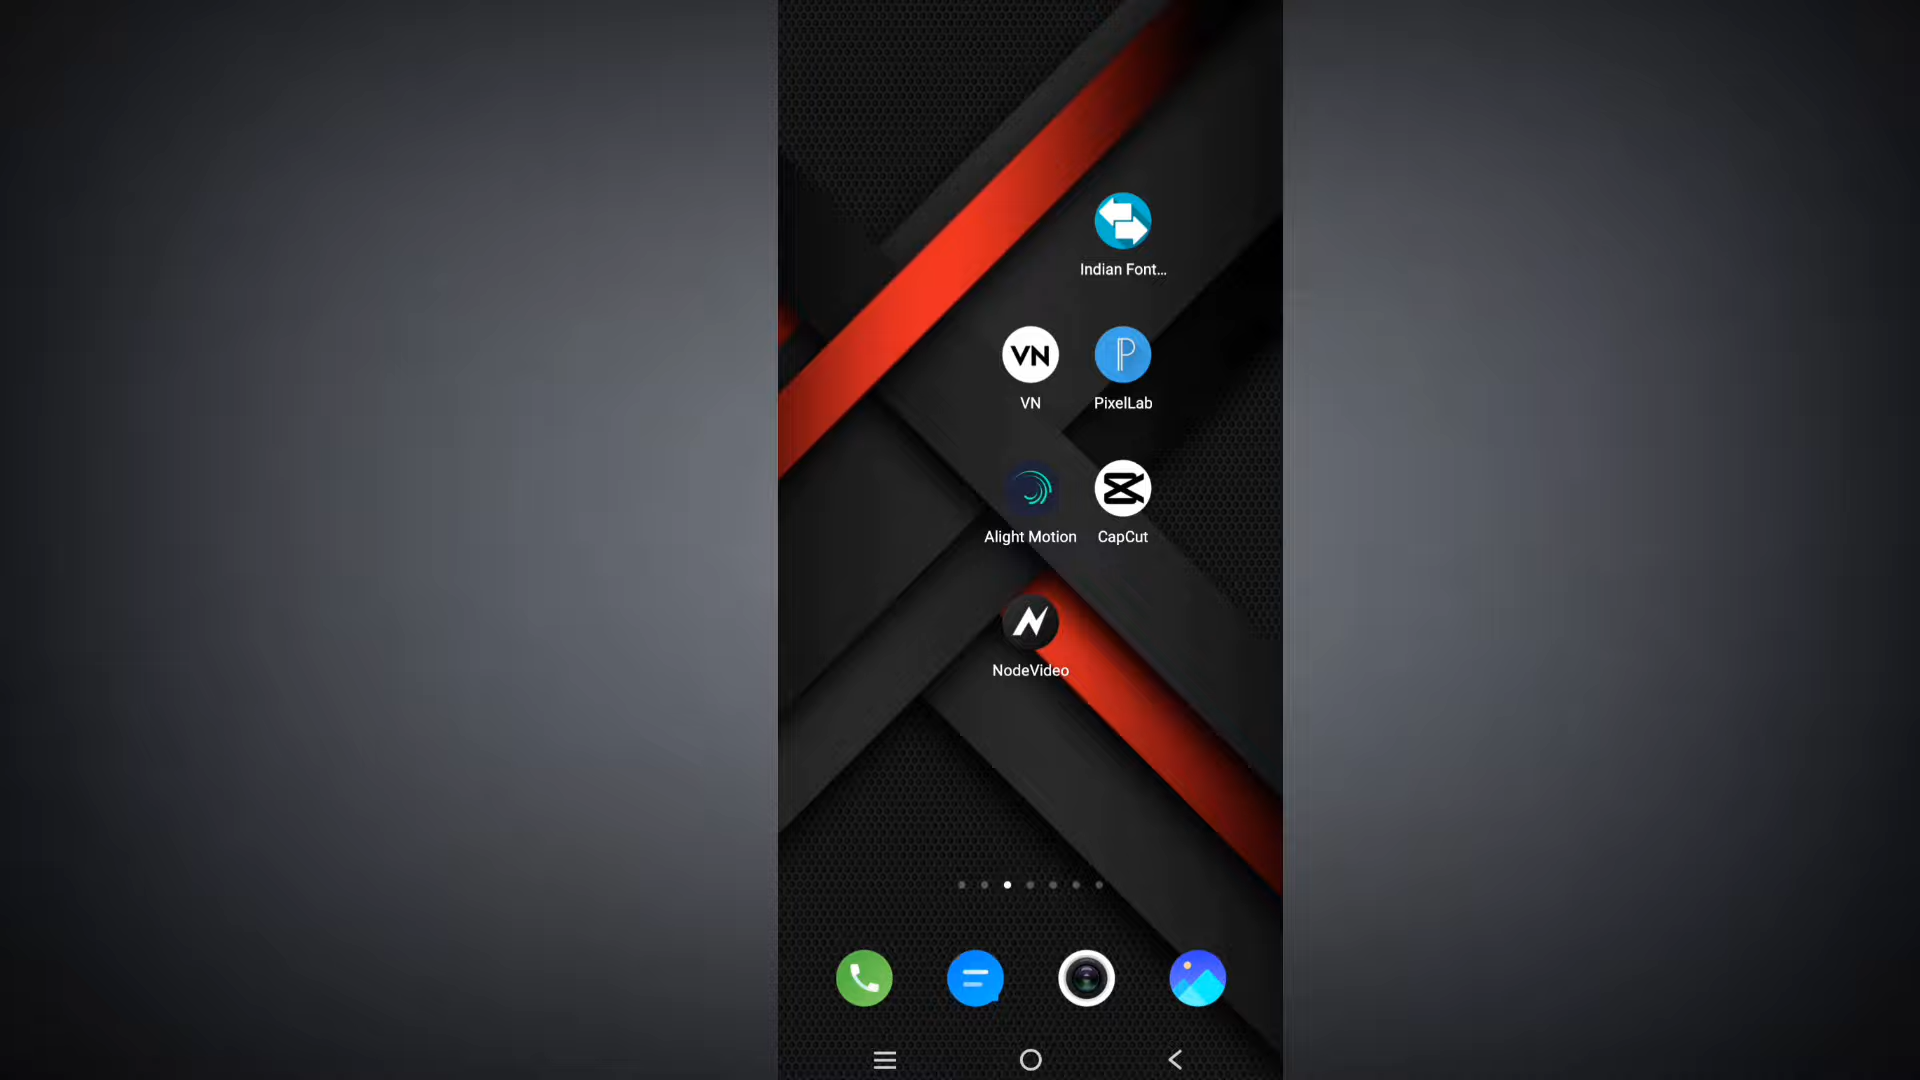 Indian Font...
VN
VN
P
PixelLab
Alight Motion
CapCut
N
NodeVideo